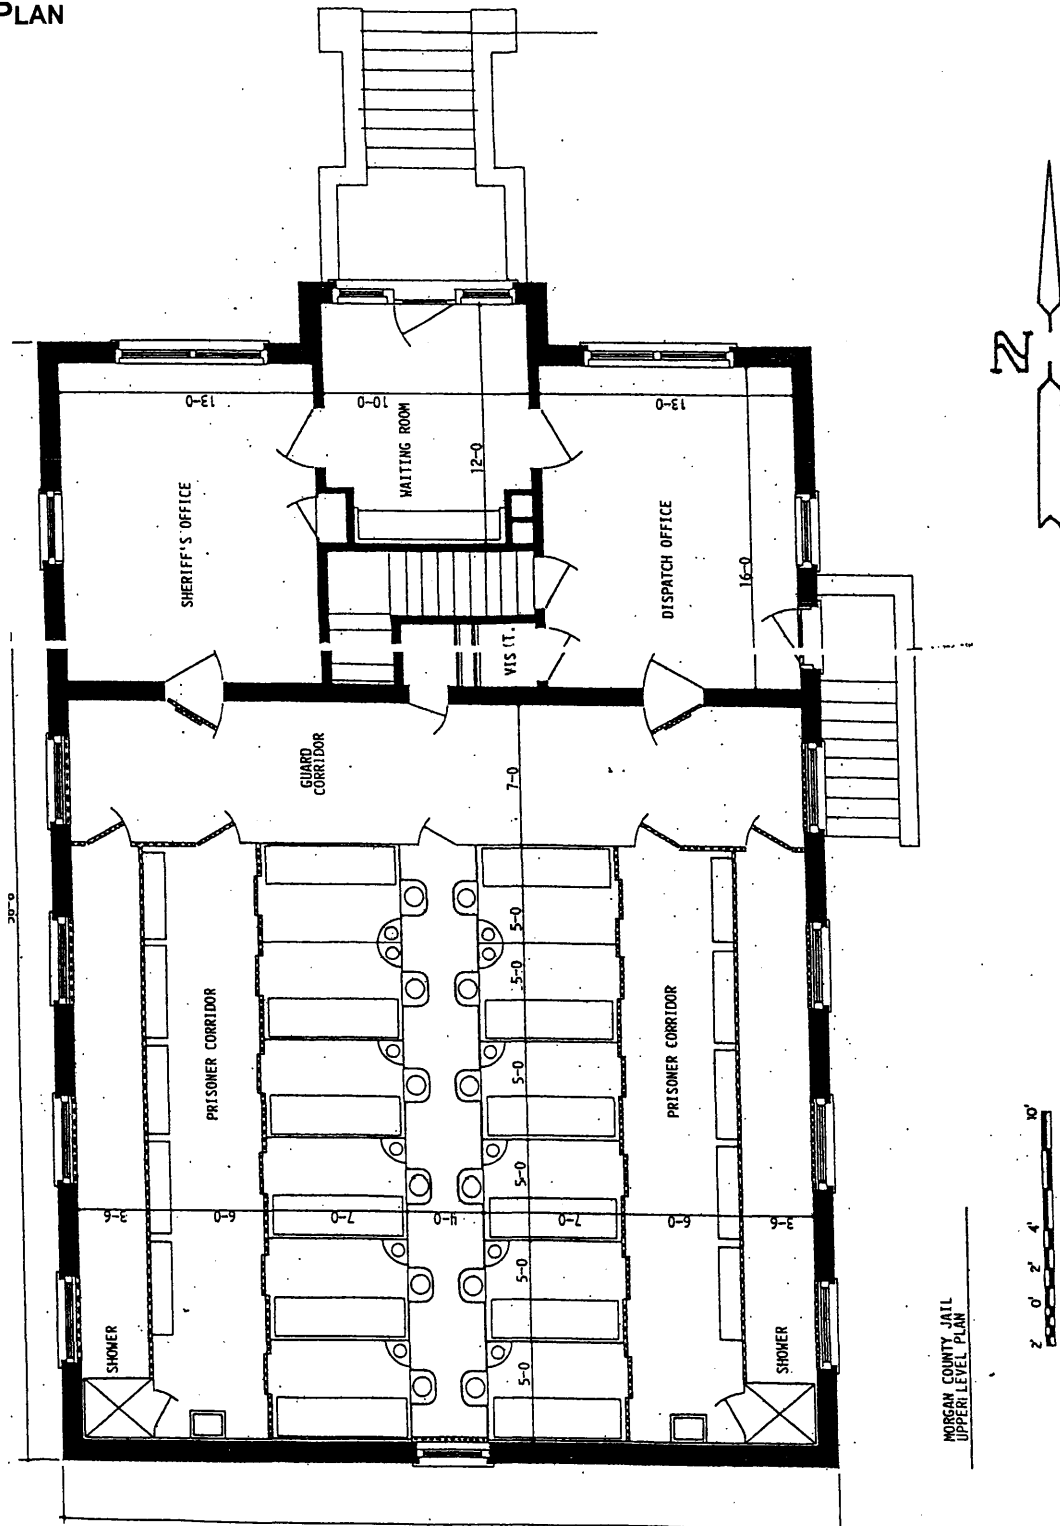 PLAN
N
13-0
10-0
13-0
WAITING ROOM
12-0
SHERIFF'S OFFICE
DISPATCH OFFICE
16-0
VISIT.
GUARD
CORRIDOR
7-0
5-0
5-0
PRISONER CORRIDOR
PRISONER CORRIDOR
5-0
5-0
3-6
6-0
7-0
4-0
7-0
6-0
3-6
5-0
5-0
SHOWER
SHOWER
MORGAN COUNTY JAIL
UPPER LEVEL PLAN
2' 0' 2' 4' 10'